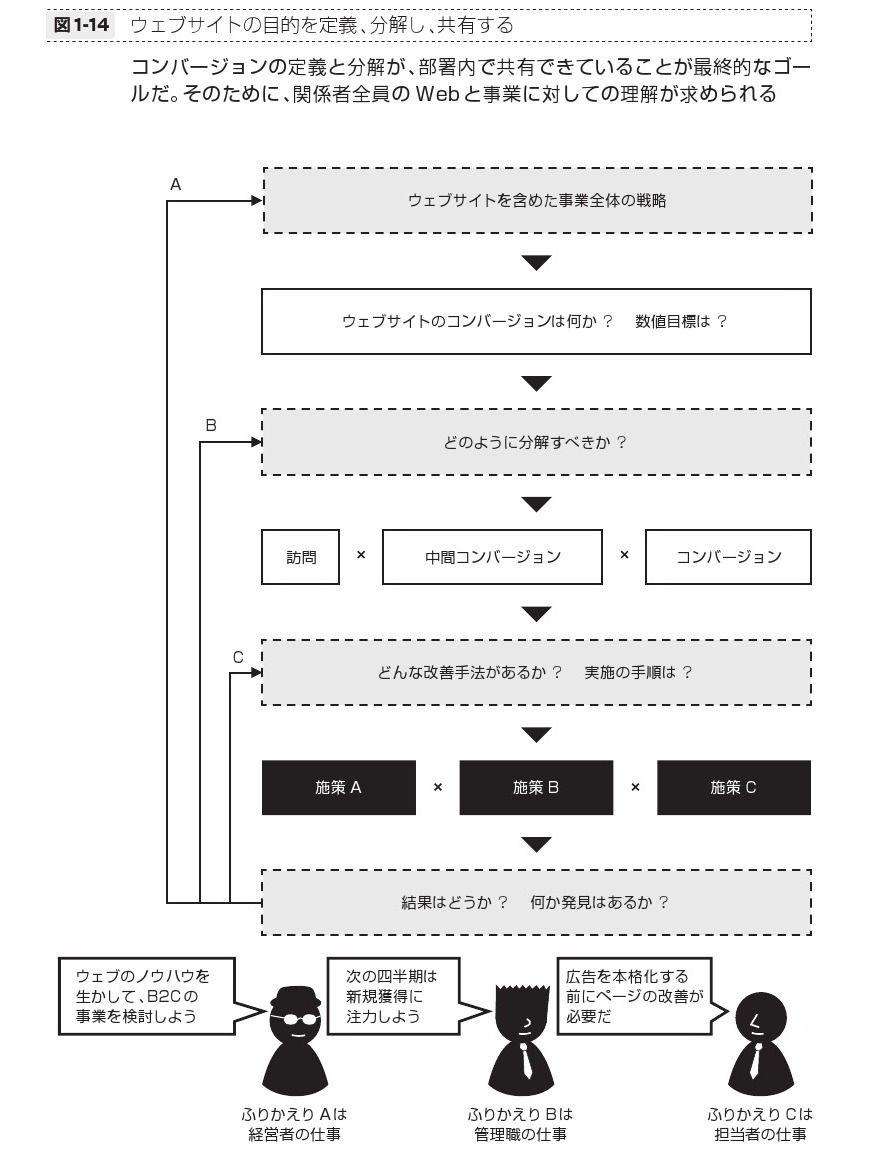 図1-14 ウェブサイトの目的を定義、分解し、共有する
コンバージョンの定義と分解が、部署内で共有できていることが最終的なゴー
ルだ。そのために、関係者全員の Webと事業に対しての理解が求められる
A
ウェブサイトを含めた事業全体の戦略
ウェブサイトのコンバージョンは何か ? 数値目標は ?
B
どのように分解すべきか ?
訪問 × 中間コンバージョン × コンバージョン
C
どんな改善手法があるか ? 実施の手順は ?
施策 A × 施策 B × 施策 C
結果はどうか ? 何か発見はあるか ?
ウェブのノウハウを
生かして、B2Cの
事業を検討しよう
次の四半期は
新規獲得に
注力しよう
広告を本格化する
前にページの改善が
必要だ
ふりかえり Aは
経営者の仕事
ふりかえり Bは
管理職の仕事
ふりかえり Cは
担当者の仕事